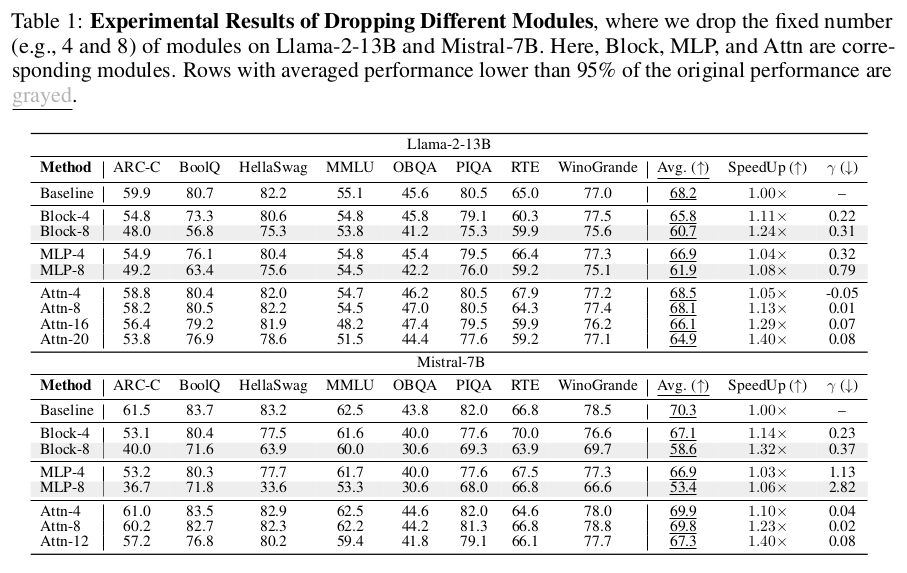 Table 1: Experimental Results of Dropping Different Modules, where we drop the fixed number
(e.g., 4 and 8) of modules on Llama-2-13B and Mistral-7B. Here, Block, MLP, and Attn are corre-
sponding modules. Rows with averaged performance lower than 95% of the original performance are
grayed.
Llama-2-13B
Method ARC-C BoolQ HellaSwag MMLU OBQA PIQA RTE WinoGrande Avg. (↑) SpeedUp (↑) γ (↓)
Baseline 59.9 80.7 82.2 55.1 45.6 80.5 65.0 77.0 68.2 1.00× –
Block-4 54.8 73.3 80.6 54.8 45.8 79.1 60.3 77.5 65.8 1.11× 0.22
Block-8 48.0 56.8 75.3 53.8 41.2 75.3 59.9 75.6 60.7 1.24× 0.31
MLP-4 54.9 76.1 80.4 54.8 45.4 79.5 66.4 77.3 66.9 1.04× 0.32
MLP-8 49.2 63.4 75.6 54.5 42.2 76.0 59.2 75.1 61.9 1.08× 0.79
Attn-4 58.8 80.4 82.0 54.7 46.2 80.5 67.9 77.2 68.5 1.05× -0.05
Attn-8 58.2 80.5 82.2 54.5 47.0 80.5 64.3 77.4 68.1 1.13× 0.01
Attn-16 56.4 79.2 81.9 48.2 47.4 79.5 59.9 76.2 66.1 1.29× 0.07
Attn-20 53.8 76.9 78.6 51.5 44.4 77.6 59.2 77.1 64.9 1.40× 0.08
Mistral-7B
Method ARC-C BoolQ HellaSwag MMLU OBQA PIQA RTE WinoGrande Avg. (↑) SpeedUp (↑) γ (↓)
Baseline 61.5 83.7 83.2 62.5 43.8 82.0 66.8 78.5 70.3 1.00× –
Block-4 53.1 80.4 77.5 61.6 40.0 77.6 70.0 76.6 67.1 1.14× 0.23
Block-8 40.0 71.6 63.9 60.0 30.6 69.3 63.9 69.7 58.6 1.32× 0.37
MLP-4 53.2 80.3 77.7 61.7 40.0 77.6 67.5 77.3 66.9 1.03× 1.13
MLP-8 36.7 71.8 33.6 53.3 30.6 68.0 66.8 66.6 53.4 1.06× 2.82
Attn-4 61.0 83.5 82.9 62.5 44.6 82.0 64.6 78.0 69.9 1.10× 0.04
Attn-8 60.2 82.7 82.3 62.2 44.2 81.3 66.8 78.8 69.8 1.23× 0.02
Attn-12 57.2 76.8 80.2 59.4 41.8 79.1 66.1 77.7 67.3 1.40× 0.08